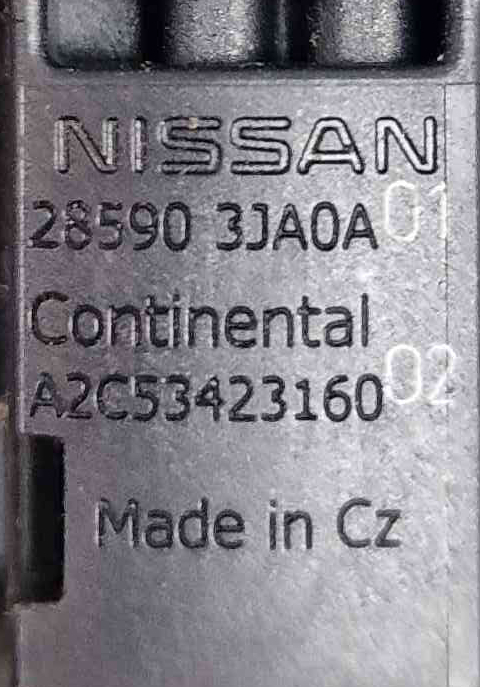 NISSAN
28590 3JA0A 01
Continental
A2C53423160 02
Made in Cz